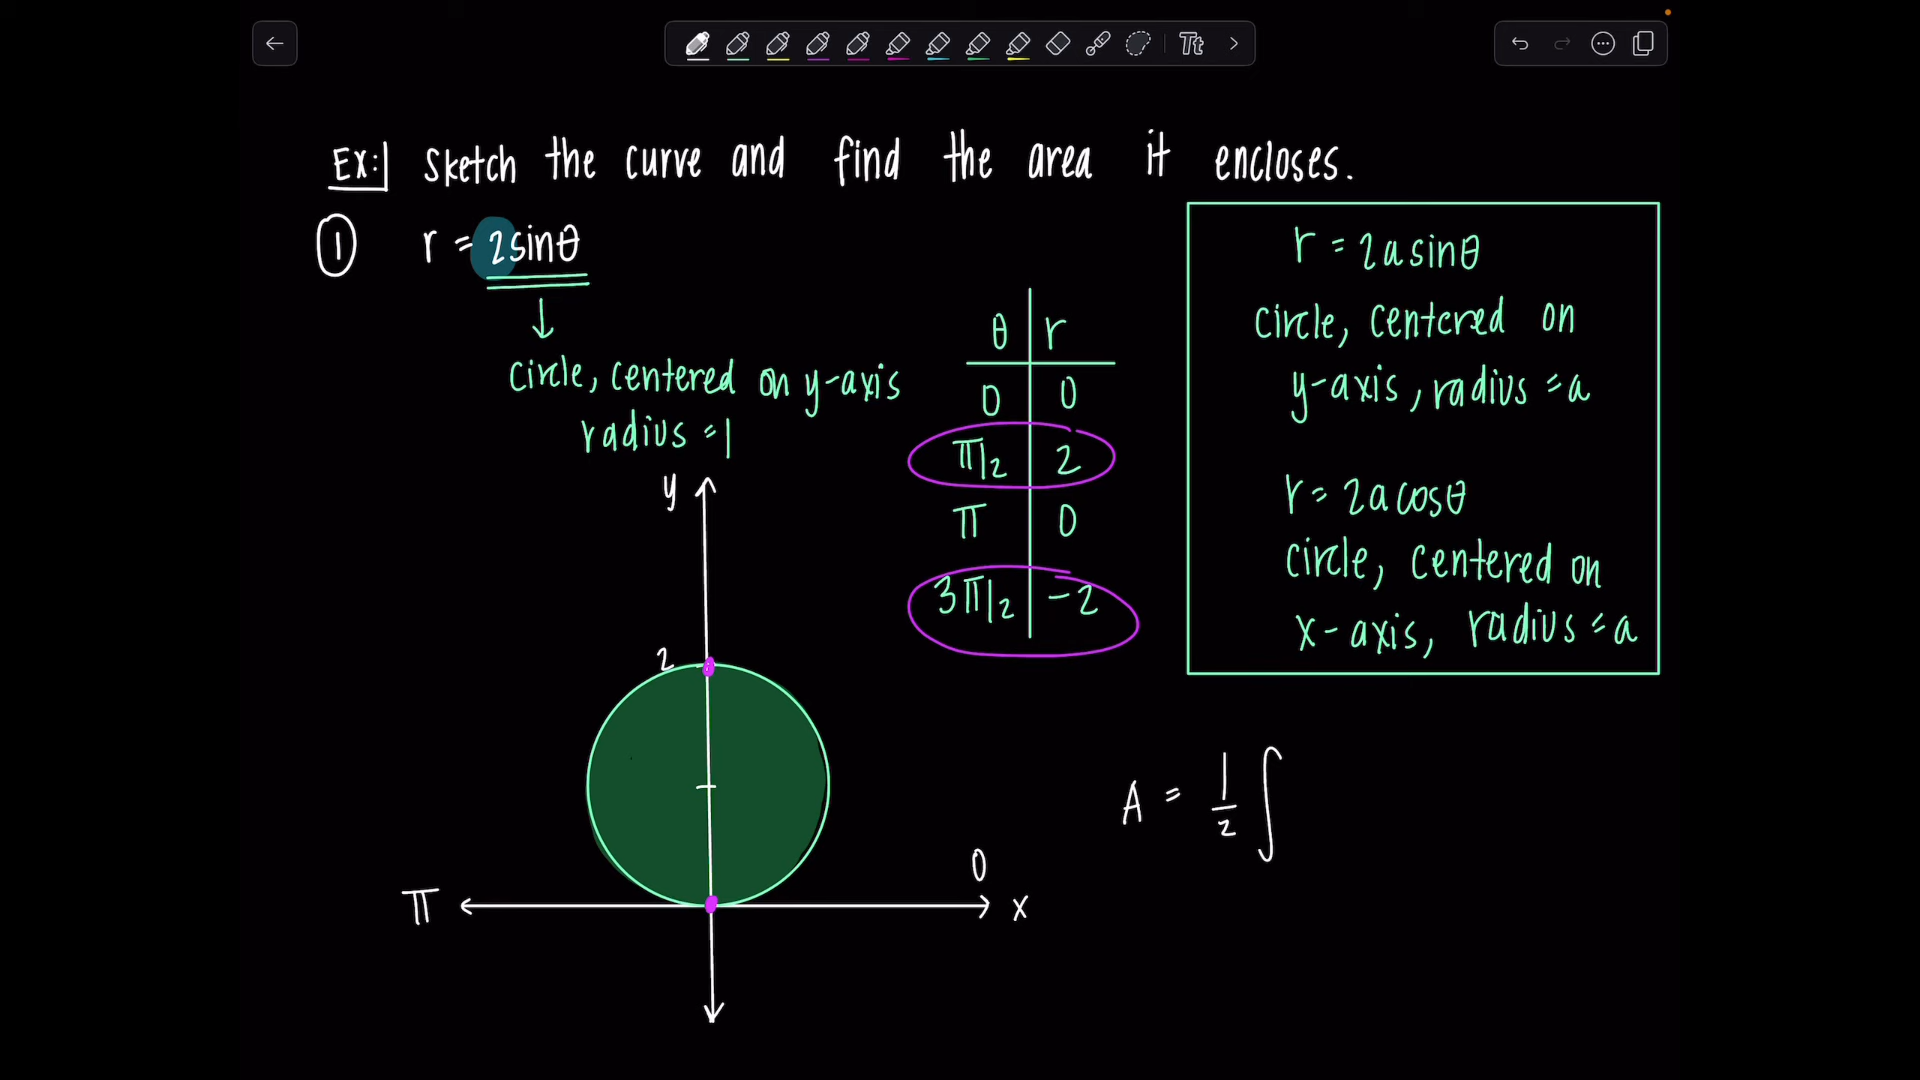 Tt
Ex: Sketch the curve and find the area it encloses.
① r = 2sinθ
circle, centered on y-axis
radius = 1
θ r
0 0
π/2 2
π 0
3π/2 -2
r = 2a sinθ
circle, centered on
y-axis, radius = a
r = 2a cosθ
circle, centered on
x-axis, radius = a
y
2
π
0
x
A = 1/2 ∫